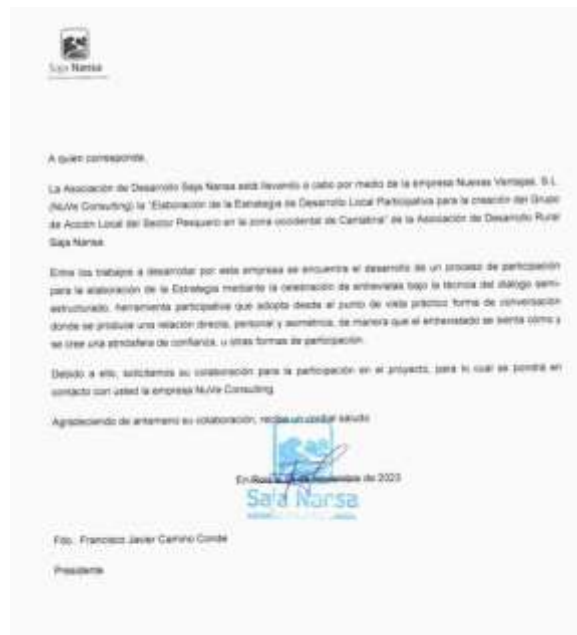 Saja Nansa
A quien corresponda,
La Asociación de Desarrollo Saja Nansa está llevando a cabo por medio de la empresa Nuevas Ventajas, S.L.
(NuVe Consulting) la "Elaboración de la Estrategia de Desarrollo Local Participativa para la creación del Grupo
de Acción Local del Sector Pesquero en la zona occidental de Cantabria" de la Asociación de Desarrollo Rural
Saja Nansa.
Entre los trabajos a desarrollar por esta empresa se encuentra el desarrollo de un proceso de participación
para la elaboración de la Estrategia mediante la celebración de entrevistas bajo la técnica del dialogo semi-
estructurado, herramienta participativa que adopta desde el punto de vista práctico forma de conversación
donde se produce una relación directa, personal y asimétrica, de manera que el entrevistado se sienta cómo y
se cree una atmósfera de confianza, u otras formas de participación.
Debido a ello, solicitamos su colaboración para la participación en el proyecto, para lo cual se pondrá en
contacto con usted la empresa NuVe Consulting.
Agradeciendo de antemano su colaboración, reciba un cordial saludo
En de noviembre de 2023
Saja Nansa
Fdo. Francisco Javier Camino Conde
Presidente